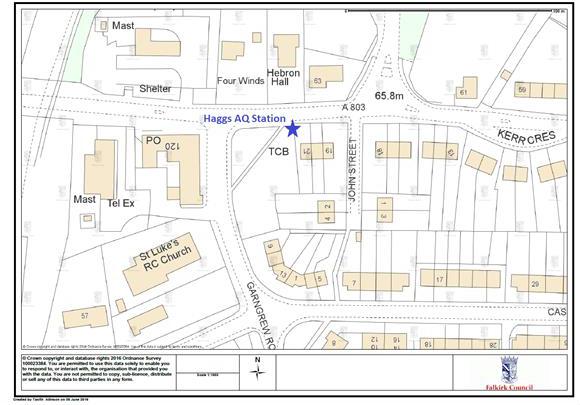 100 m
Mast
Shelter
Four Winds
Hebron
Hall
63
65.8m
61
59
A 803
Haggs AQ Station
KERR CRES
PO
120
TCB
21
19
JOHN STREET
Mast
Tel Ex
2
4
1
3
St Luke's
RC Church
9
13
1
5
7
17
29
57
GARNGREW RO
CAS
© Crown copyright and database rights 2016 Ordnance Survey
100023384. You are permitted to use this data solely to enable you
to respond to, or interact with, the organisation that provided you
with the data. You are not permitted to copy, sub-licence, distribute
or sell any of this data to third parties in any form.
N
Falkirk Council